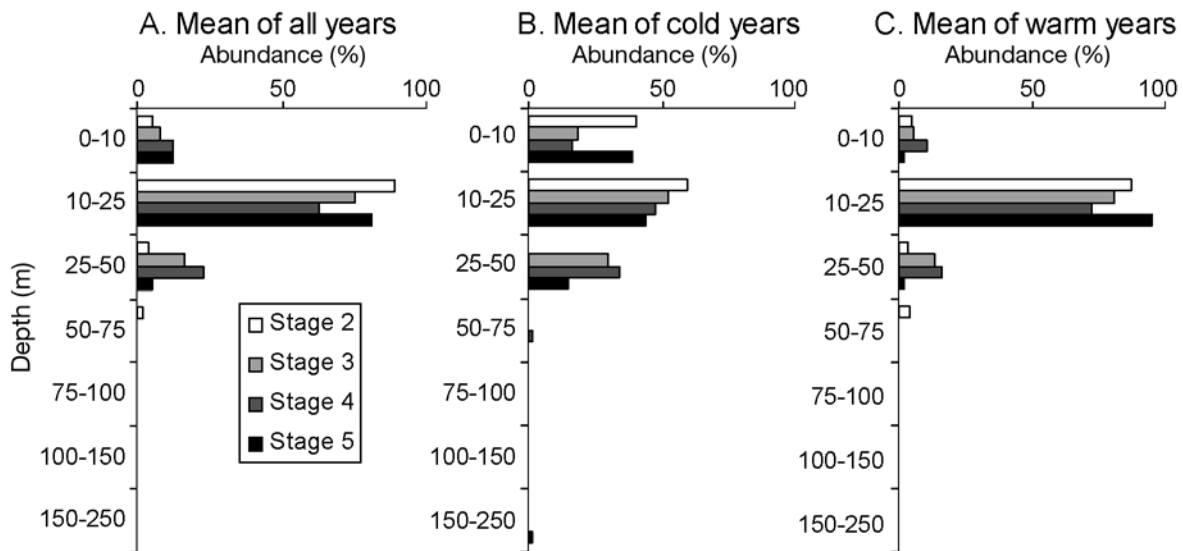 A. Mean of all years
Abundance (%)
0 50 100
Depth (m)
0-10
10-25
25-50
50-75
75-100
100-150
150-250
Stage 2
Stage 3
Stage 4
Stage 5
B. Mean of cold years
Abundance (%)
0 50 100
0-10
10-25
25-50
50-75
75-100
100-150
150-250
C. Mean of warm years
Abundance (%)
0 50 100
0-10
10-25
25-50
50-75
75-100
100-150
150-250